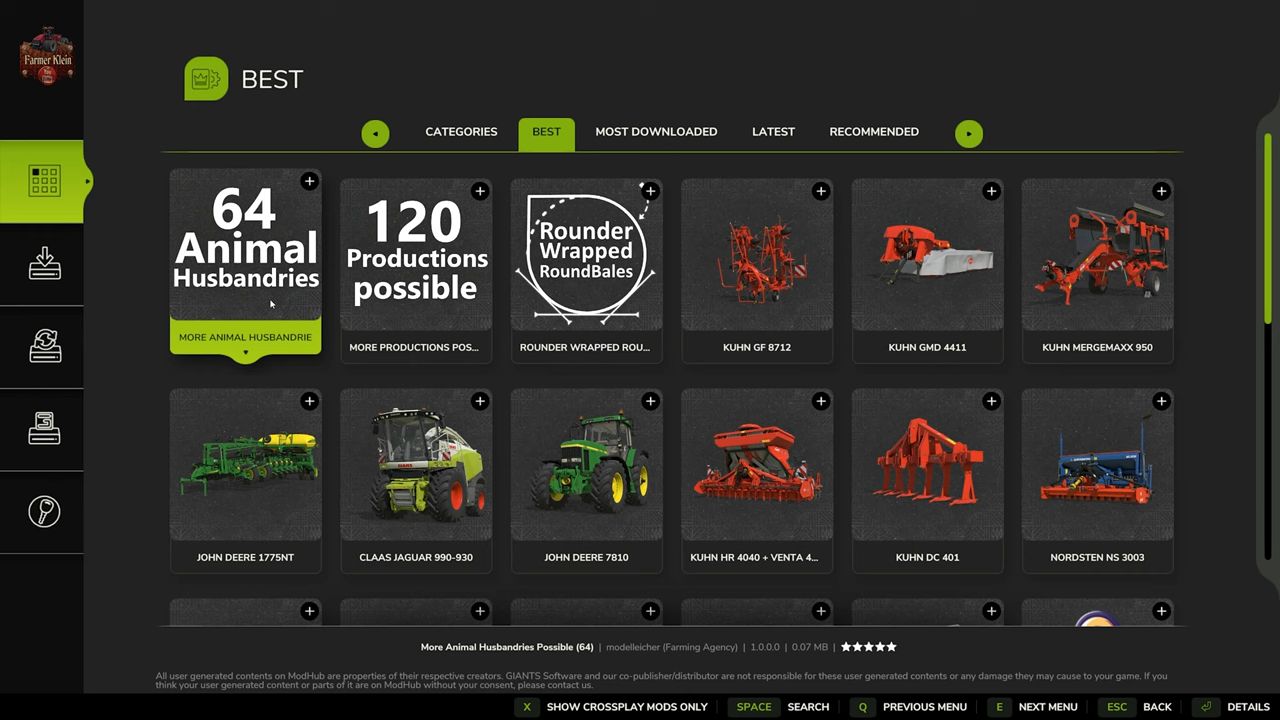 Farmer Klein
You
Tube
BEST
CATEGORIES
BEST
MOST DOWNLOADED
LATEST
RECOMMENDED
64
Animal
Husbandries
MORE ANIMAL HUSBANDRIE
120
Productions
possible
MORE PRODUCTIONS POS...
Rounder
Wrapped
RoundBales
ROUNDER WRAPPED ROU...
KUHN GF 8712
KUHN GMD 4411
KUHN MERGEMAXX 950
JOHN DEERE 1775NT
CLAAS JAGUAR 990-930
JOHN DEERE 7810
KUHN HR 4040 + VENTA 4...
KUHN DC 401
NORDSTEN NS 3003
More Animal Husbandries Possible (64) | modelleicher (Farming Agency) | 1.0.0.0 | 0.07 MB |
All user generated contents on ModHub are properties of their respective creators. GIANTS Software and our co-publisher/distributor are not responsible for these user generated contents or any damage they may cause to your game. If you
think your user generated content or parts of it are on ModHub without your consent, please contact us.
X SHOW CROSSPLAY MODS ONLY SPACE SEARCH Q PREVIOUS MENU E NEXT MENU ESC BACK DETAILS